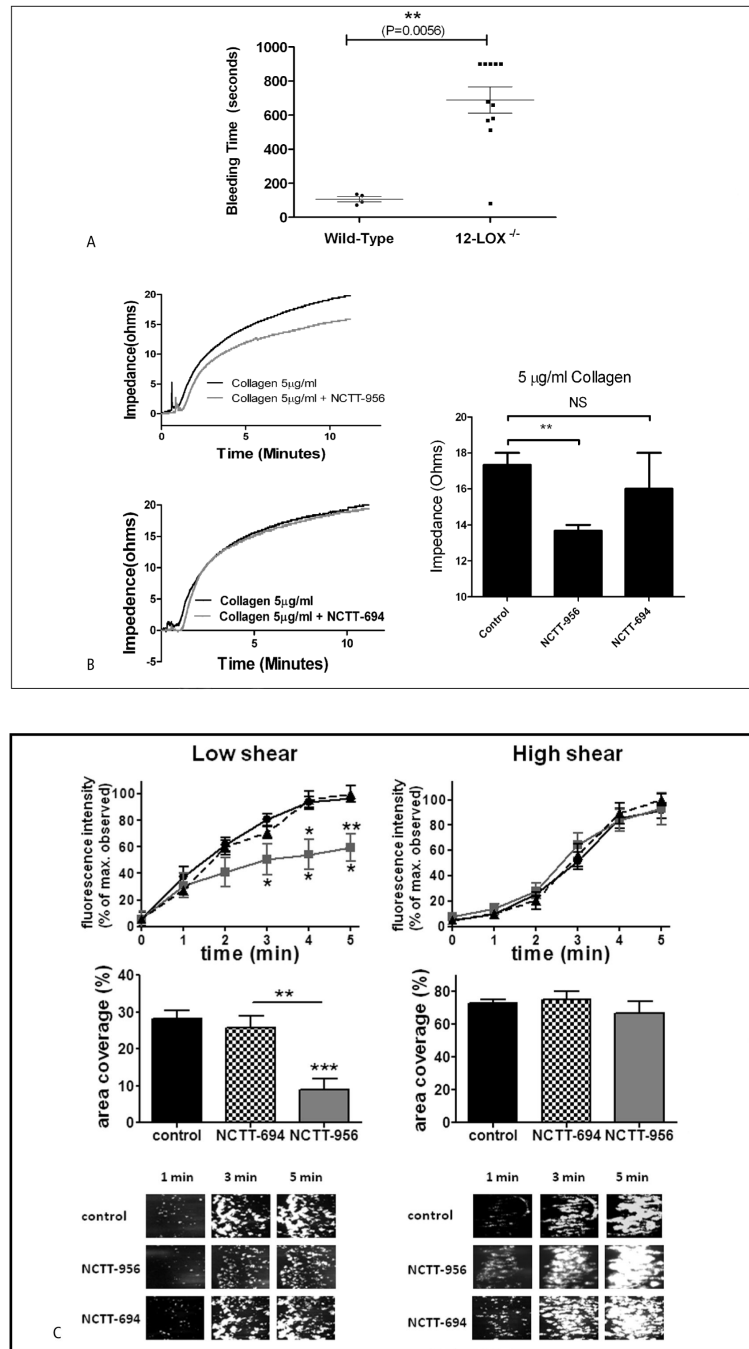 **
(P=0.0056)
Bleeding Time (seconds)
1000
800
600
400
200
0
Wild-Type
12-LOX -/-
A
Impedance(ohms)
20
15
10
5
0
Collagen 5µg/ml
Collagen 5µg/ml + NCTT-956
0
5
10
Time (Minutes)
Impedence(ohms)
20
15
10
5
0
-5
Collagen 5µg/ml
Collagen 5µg/ml + NCTT-694
5
10
Time (Minutes)
B
5 µg/ml Collagen
NS
**
Impedance (Ohms)
18
16
14
12
10
Control
NCTT-956
NCTT-694
Low shear
fluorescence intensity
(% of max. observed)
100
80
60
40
20
0
* * **
* * *
0 1 2 3 4 5
time (min)
High shear
fluorescence intensity
(% of max. observed)
100
80
60
40
20
0
0 1 2 3 4 5
time (min)
area coverage (%)
40
30
20
10
0
**
***
control NCTT-694 NCTT-956
area coverage (%)
80
60
40
20
0
control NCTT-694 NCTT-956
1 min 3 min 5 min
control
NCTT-956
NCTT-694
1 min 3 min 5 min
control
NCTT-956
NCTT-694
C